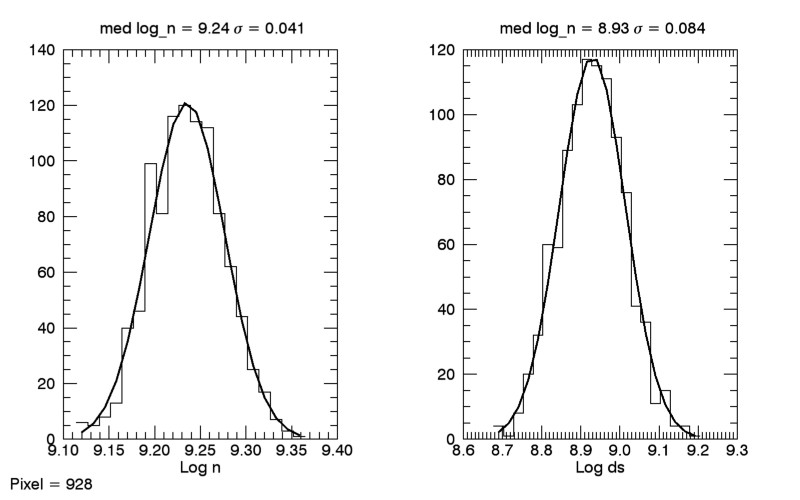 med log_n = 9.24 σ = 0.041
140
120
100
80
60
40
20
0
9.10 9.15 9.20 9.25 9.30 9.35 9.40
Log n
med log_n = 8.93 σ = 0.084
120
100
80
60
40
20
0
8.6 8.7 8.8 8.9 9.0 9.1 9.2 9.3
Log ds
Pixel = 928